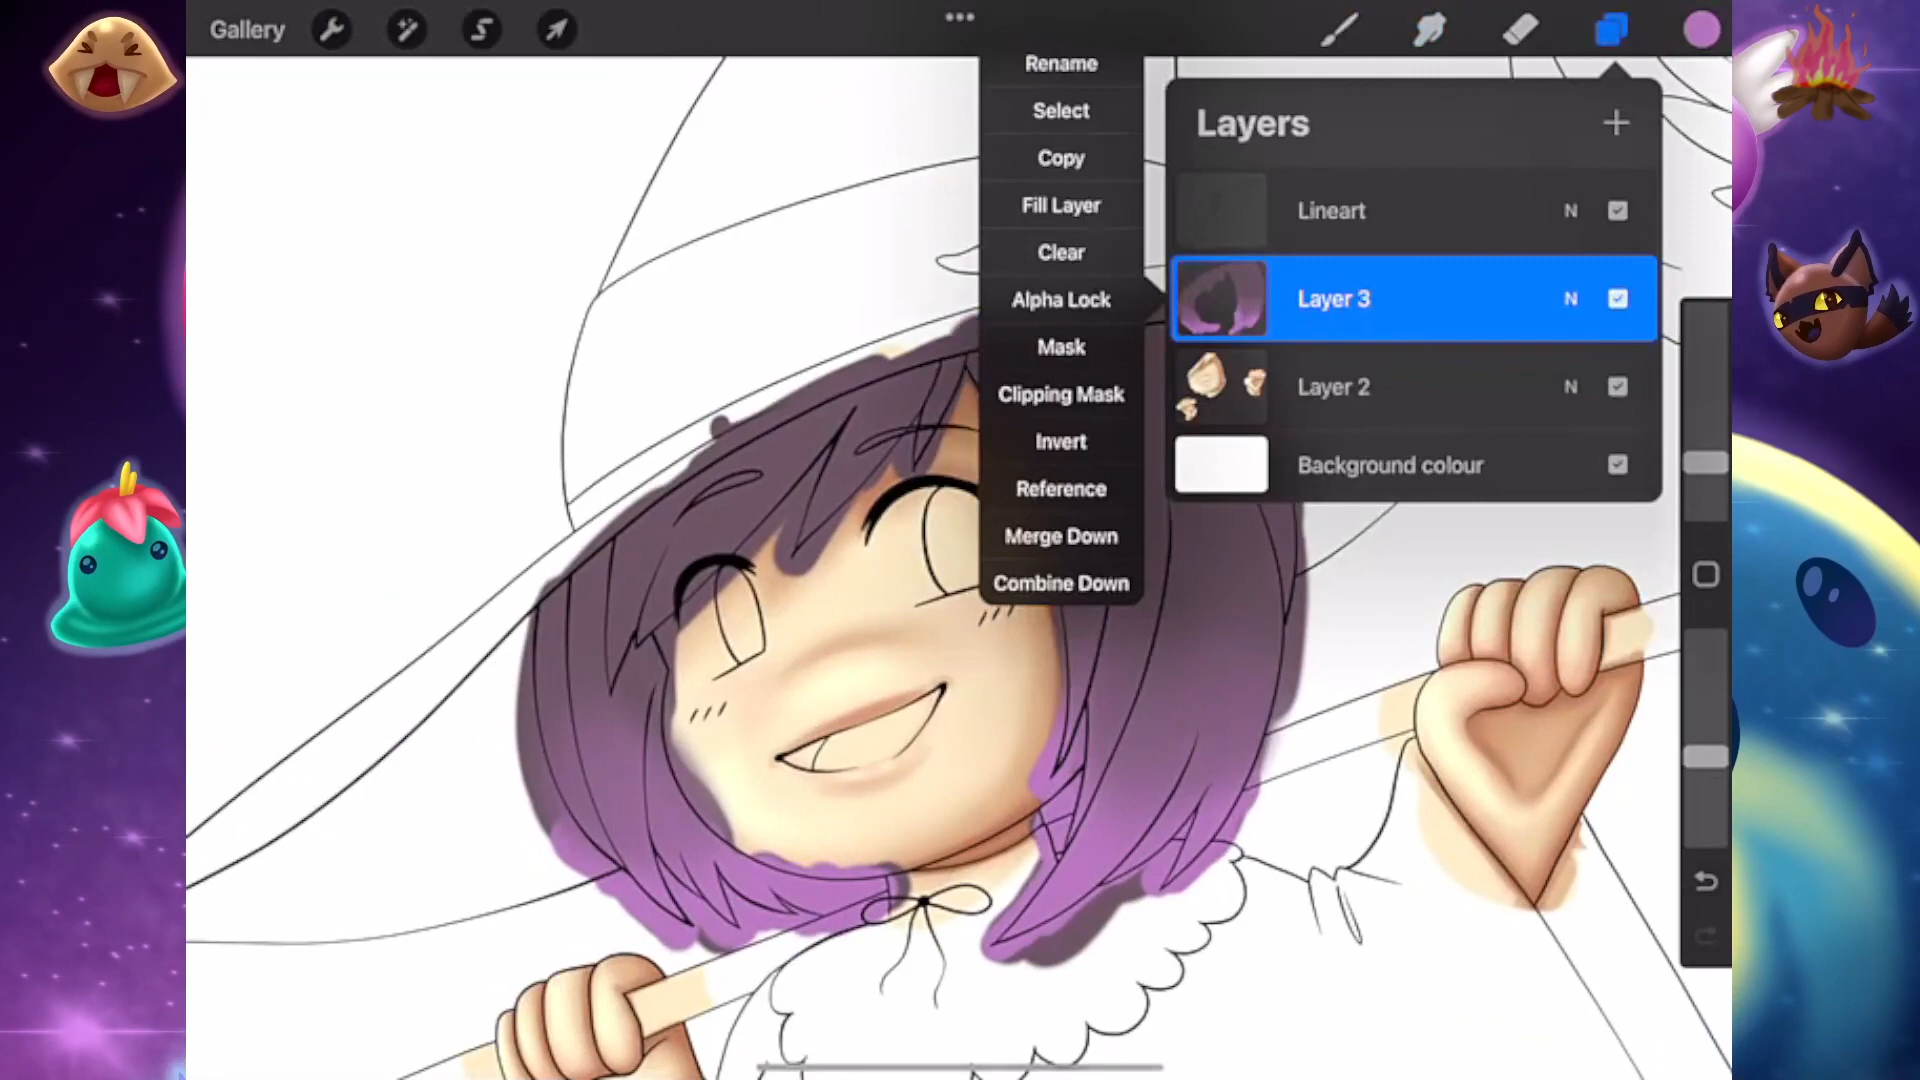 Gallery
Rename
Select
Copy
Fill Layer
Clear
Alpha Lock
Mask
Clipping Mask
Invert
Reference
Merge Down
Combine Down
Layers
Lineart N
Layer 3 N
Layer 2 N
Background colour